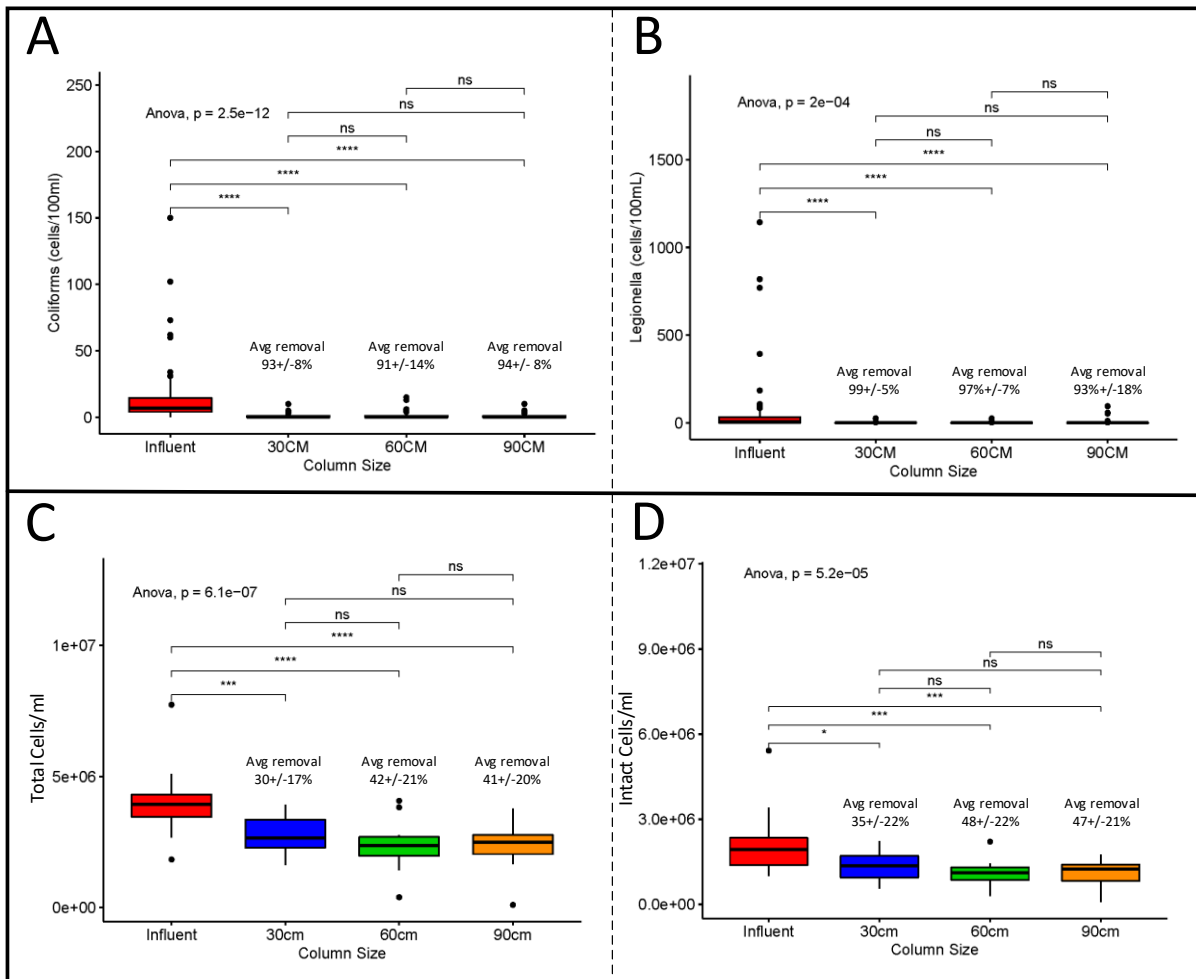 A
250
200
150
100
50
0
Coliforms (cells/100ml)
Anova, p = 2.5e−12
ns
ns
ns
****
****
****
Avg removal
93+/-8%
Avg removal
91+/-14%
Avg removal
94+/- 8%
Influent
30CM
60CM
90CM
Column Size
B
1500
1000
500
0
Legionella (cells/100mL)
Anova, p = 2e−04
ns
ns
ns
****
****
****
Avg removal
99+/-5%
Avg removal
97%+/-7%
Avg removal
93%+/-18%
Influent
30CM
60CM
90CM
Column Size
C
1e+07
5e+06
0e+00
Total Cells/ml
Anova, p = 6.1e−07
ns
ns
ns
****
****
***
Avg removal
30+/-17%
Avg removal
42+/-21%
Avg removal
41+/-20%
Influent
30cm
60cm
90cm
Column Size
D
1.2e+07
9.0e+06
6.0e+06
3.0e+06
0.0e+00
Intact Cells/ml
Anova, p = 5.2e−05
ns
ns
ns
***
***
*
Avg removal
35+/-22%
Avg removal
48+/-22%
Avg removal
47+/-21%
Influent
30cm
60cm
90cm
Column Size